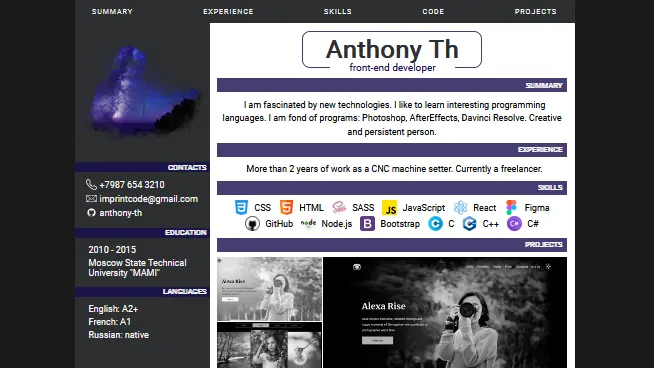 SUMMARY
EXPERIENCE
SKILLS
CODE
PROJECTS
Anthony Th
front-end developer
SUMMARY
I am fascinated by new technologies. I like to learn interesting programming
languages. I am fond of programs: Photoshop, AfterEffects, Davinci Resolve. Creative
and persistent person.
EXPERIENCE
More than 2 years of work as a CNC machine setter. Currently a freelancer.
SKILLS
CSS HTML SASS JavaScript React Figma
GitHub Node.js Bootstrap C C++ C#
PROJECTS
CONTACTS
+7987 654 3210
imprintcode@gmail.com
anthony-th
EDUCATION
2010 - 2015
Moscow State Technical
University "MAMI"
LANGUAGES
English: A2+
French: A1
Russian: native
Alexa Rise
Alexa Rise